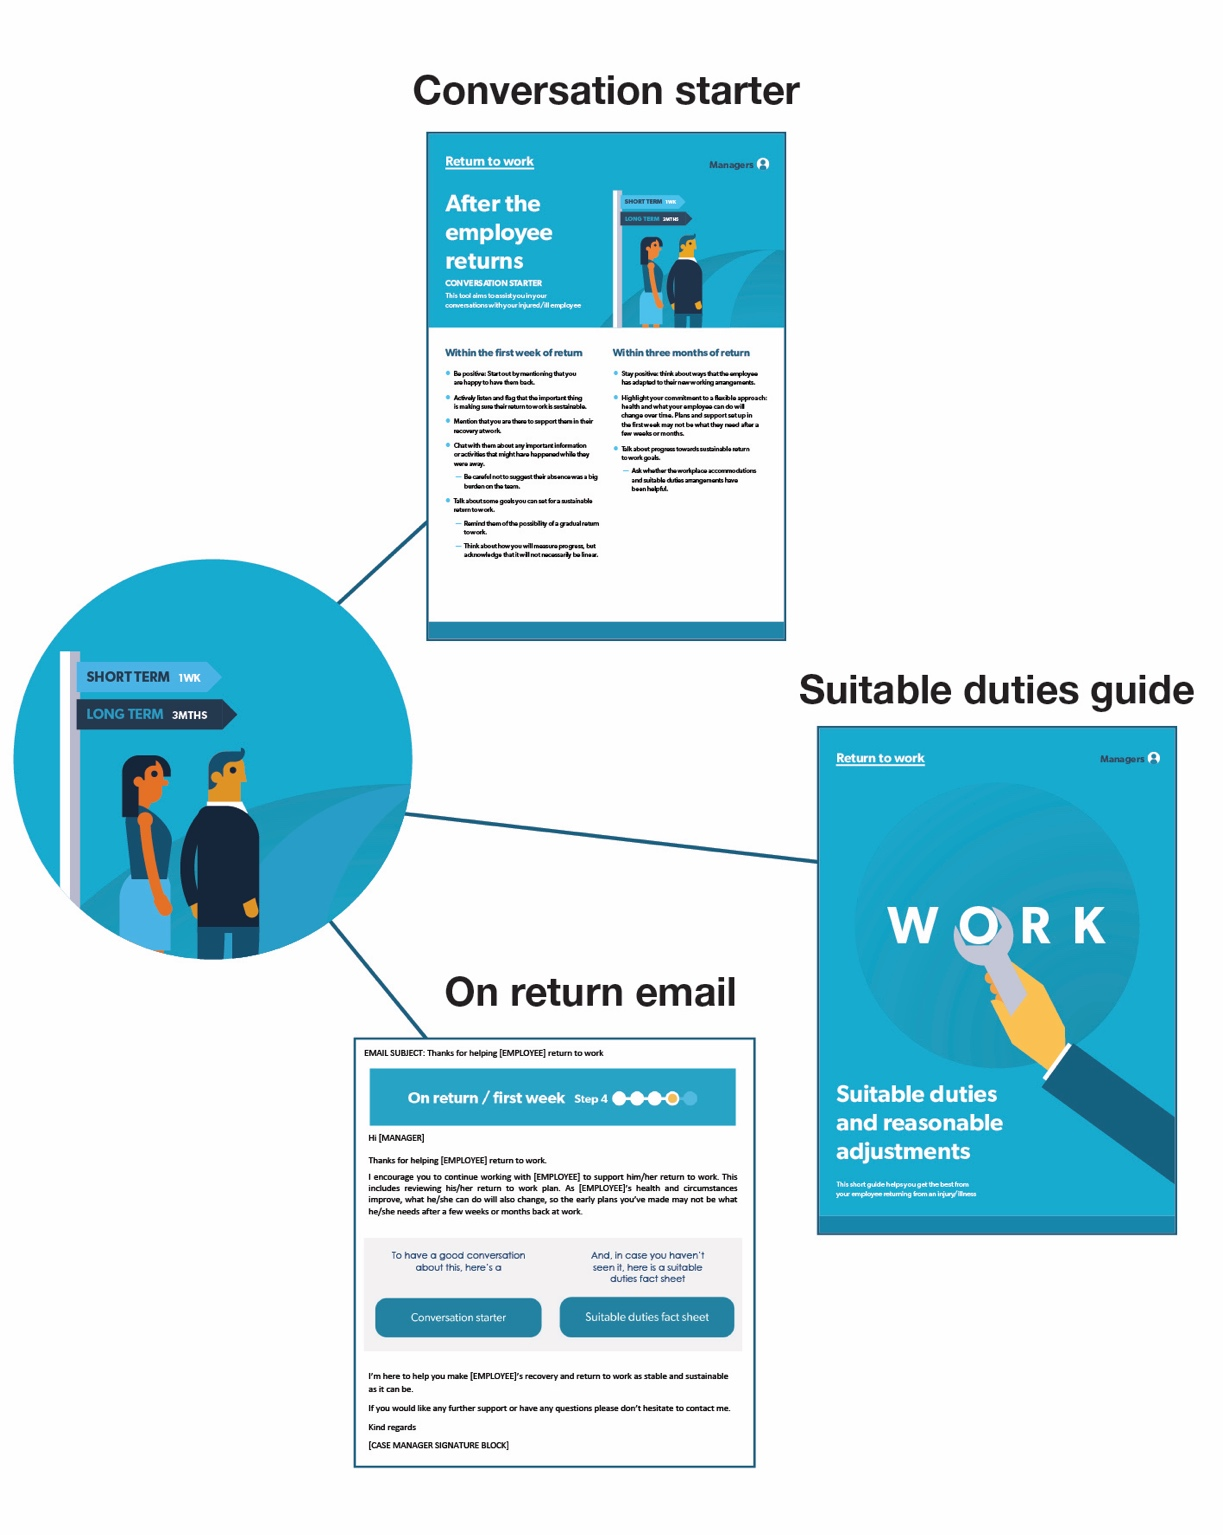 Conversation starter
Return to work
Managers
After the
employee
returns
CONVERSATION STARTER
This tool aims to assist you in your
conversations with your injured/ill employee
SHORT TERM 1WK
LONG TERM 3MTHS
Within the first week of return
Be positive: Start out by mentioning that you
are happy to have them back.
Actively listen and flag that the important thing
is making sure their return to work is sustainable.
Mention that you are there to support them in their
recovery at work.
Chat with them about any important information
or activities that might have happened while they
were away.
— Be careful not to suggest their absence was a big
burden on the team.
Talk about some goals you can set for a sustainable
return to work.
— Remind them of the possibility of a gradual return
to work.
— Think about how you will measure progress, but
acknowledge that it will not necessarily be linear.
Within three months of return
Stay positive: think about ways that the employee
has adapted to their new working arrangements.
Highlight your commitment to a flexible approach:
health and what your employee can do will
change over time. Plans and support set up in
the first week may not be what they need after a
few weeks or months.
Talk about progress towards sustainable return
to work goals.
— Ask whether the workplace accommodations
and suitable duties arrangements have
been helpful.
SHORT TERM 1WK
LONG TERM 3MTHS
Suitable duties guide
Return to work
Managers
WORK
Suitable duties
and reasonable
adjustments
This short guide helps you get the best from
your employee returning from an injury/illness
On return email
EMAIL SUBJECT: Thanks for helping [EMPLOYEE] return to work
On return / first week Step 4
Hi [MANAGER]
Thanks for helping [EMPLOYEE] return to work.
I encourage you to continue working with [EMPLOYEE] to support him/her return to work. This
includes reviewing his/her return to work plan. As [EMPLOYEE]'s health and circumstances
improve, what he/she can do will also change, so the early plans you've made may not be what
he/she needs after a few weeks or months back at work.
To have a good conversation
about this, here's a
Conversation starter
And, in case you haven't
seen it, here is a suitable
duties fact sheet
Suitable duties fact sheet
I'm here to help you make [EMPLOYEE]'s recovery and return to work as stable and sustainable
as it can be.
If you would like any further support or have any questions please don't hesitate to contact me.
Kind regards
[CASE MANAGER SIGNATURE BLOCK]